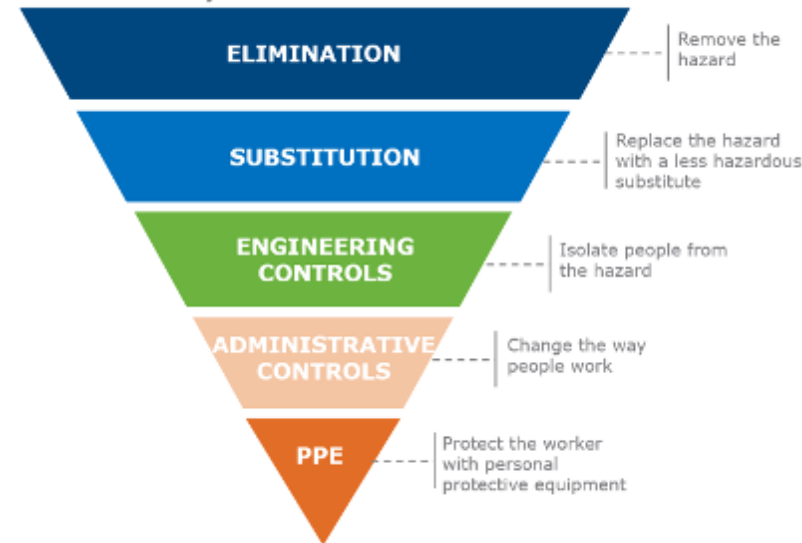 ELIMINATION
Remove the
hazard
SUBSTITUTION
Replace the hazard
with a less hazardous
substitute
ENGINEERING
CONTROLS
Isolate people from
the hazard
ADMINISTRATIVE
CONTROLS
Change the way
people work
PPE
Protect the worker
with personal
protective equipment